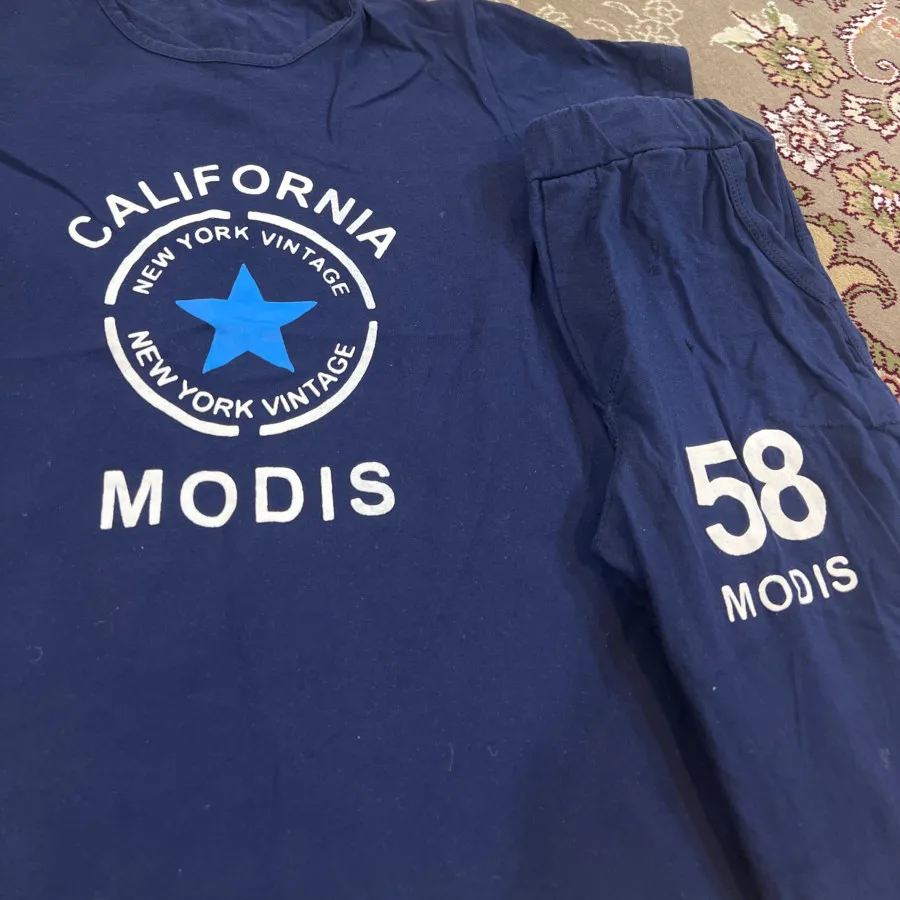 CALIFORNIA
NEW YORK VINTAGE
NEW YORK VINTAGE
MODIS
58
MODIS